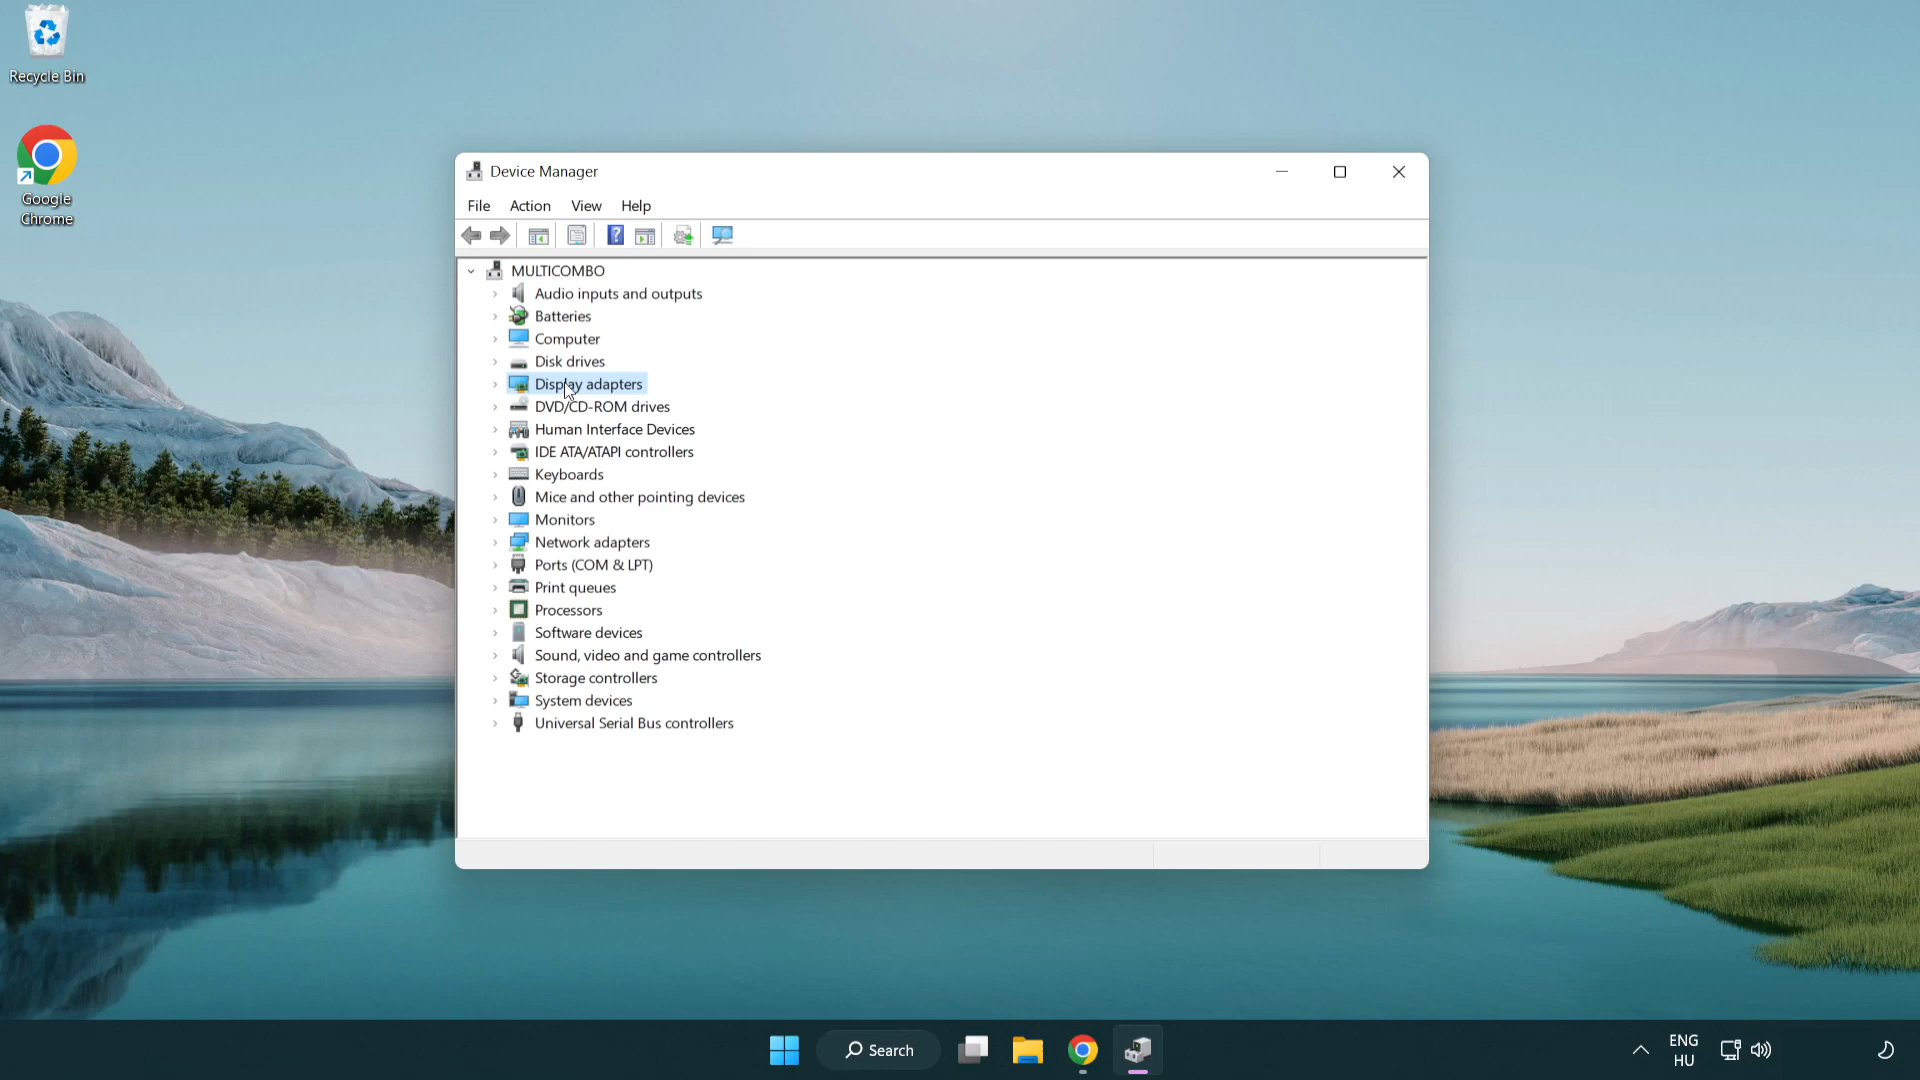 Recycle Bin
Google
Chrome
Device Manager
File Action View Help
MULTICOMBO
Audio inputs and outputs
Batteries
Computer
Disk drives
Display adapters
DVD/CD-ROM drives
Human Interface Devices
IDE ATA/ATAPI controllers
Keyboards
Mice and other pointing devices
Monitors
Network adapters
Ports (COM & LPT)
Print queues
Processors
Software devices
Sound, video and game controllers
Storage controllers
System devices
Universal Serial Bus controllers
Search
ENG
HU